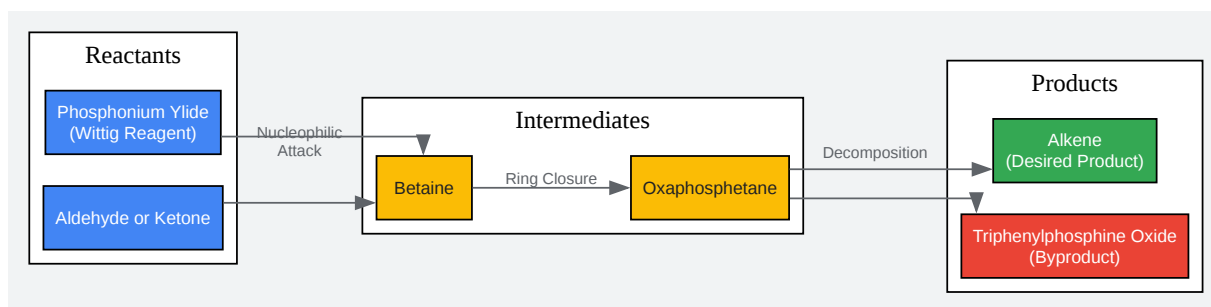 Reactants
Phosphonium Ylide
(Wittig Reagent)
Aldehyde or Ketone
Nucleophilic
Attack
Intermediates
Betaine
Ring Closure
Oxaphosphetane
Decomposition
Products
Alkene
(Desired Product)
Triphenylphosphine Oxide
(Byproduct)